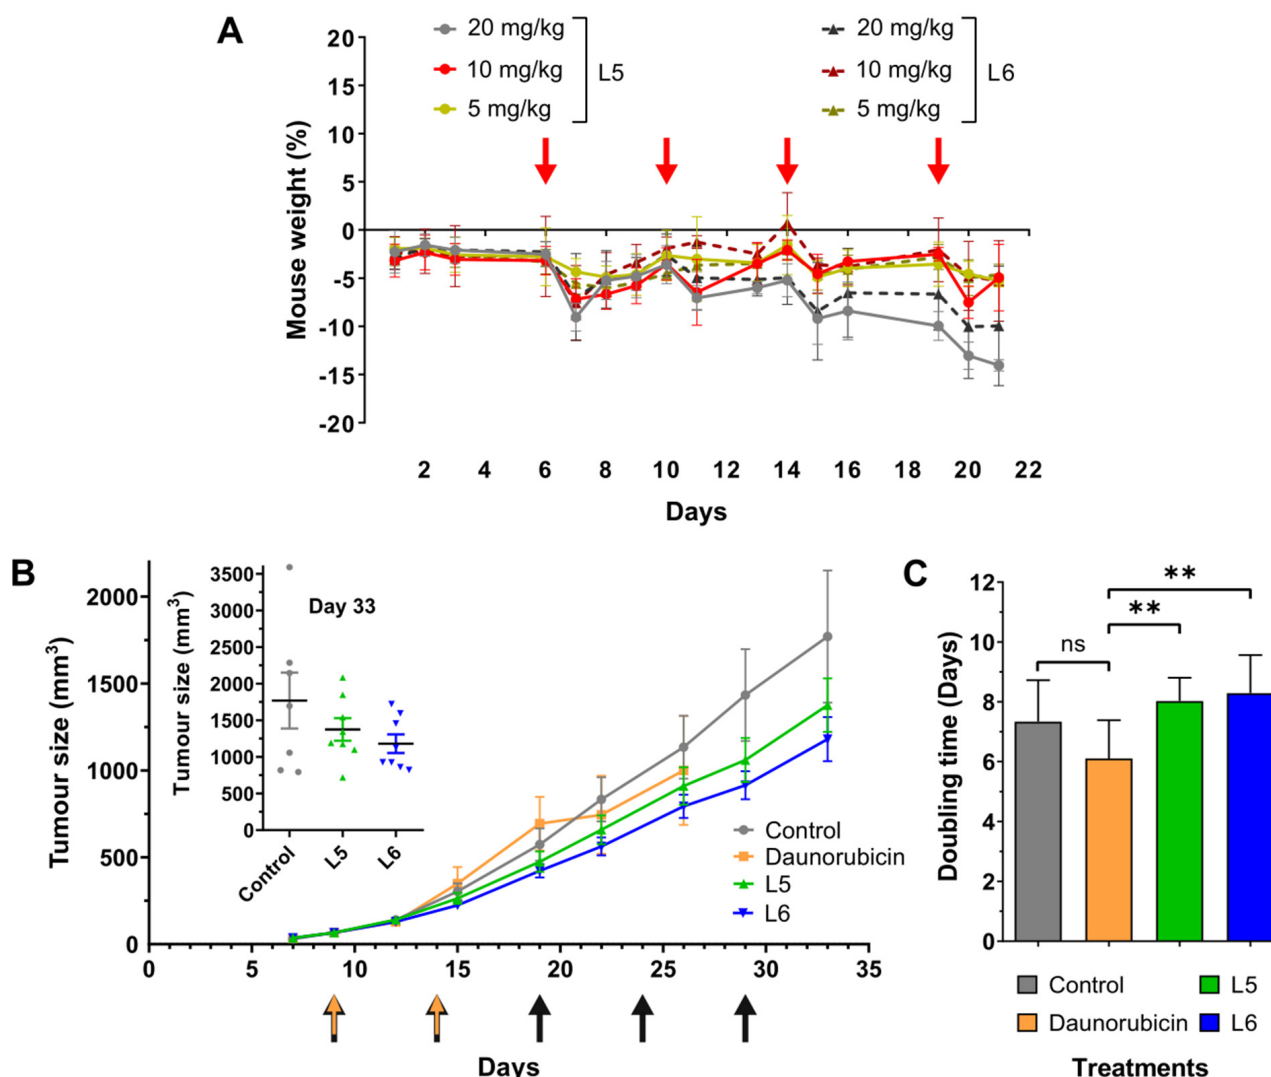 A
20 mg/kg
10 mg/kg
5 mg/kg
L5
20 mg/kg
10 mg/kg
5 mg/kg
L6
Mouse weight (%)
20
15
10
5
0
-5
-10
-15
-20
2 4 6 8 10 12 14 16 18 20 22
Days
B
Tumour size (mm3)
2000
1500
1000
500
0
0 5 10 15 20 25 30 35
Days
Day 33
Tumour size (mm3)
3500
3000
2500
2000
1500
1000
500
0
Control L5 L6
Control
Daunorubicin
L5
L6
C
Doubling time (Days)
12
10
8
6
4
2
0
ns
**
**
Control
Daunorubicin
L5
L6
Treatments